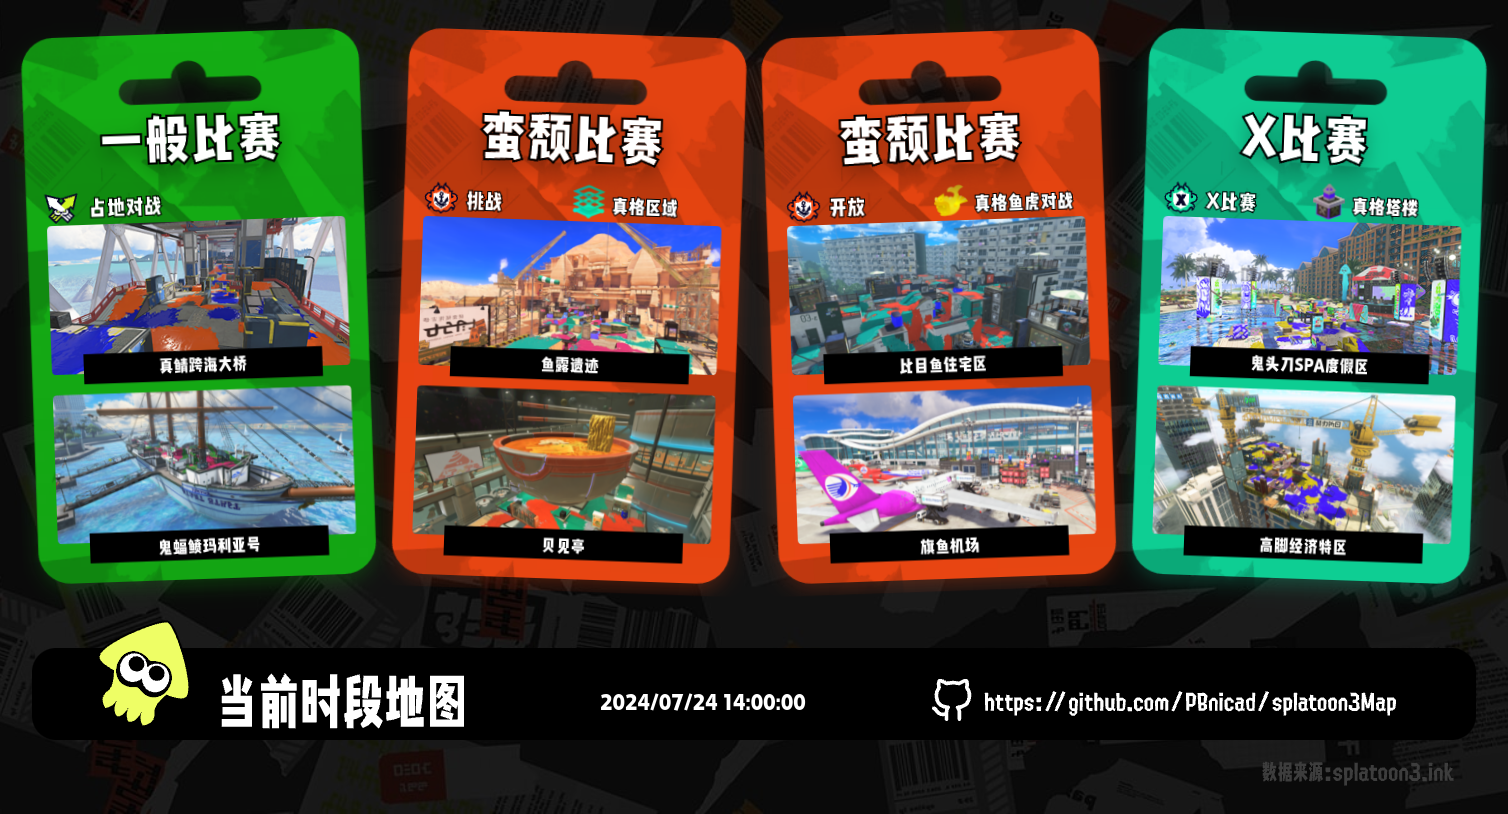 一般比赛
占地对战
真鲷跨海大桥
鬼蝠鲼玛利亚号
蛮颓比赛
挑战
真格区域
鱼露遗迹
贝见亭
蛮颓比赛
开放
真格鱼虎对战
比目鱼住宅区
旗鱼机场
X比赛
X比赛
真格塔楼
鬼头刀SPA度假区
高脚经济特区
当前时段地图
2024/07/24 14:00:00
https://github.com/PBnicad/splatoon3Map
数据来源:splatoon3.ink